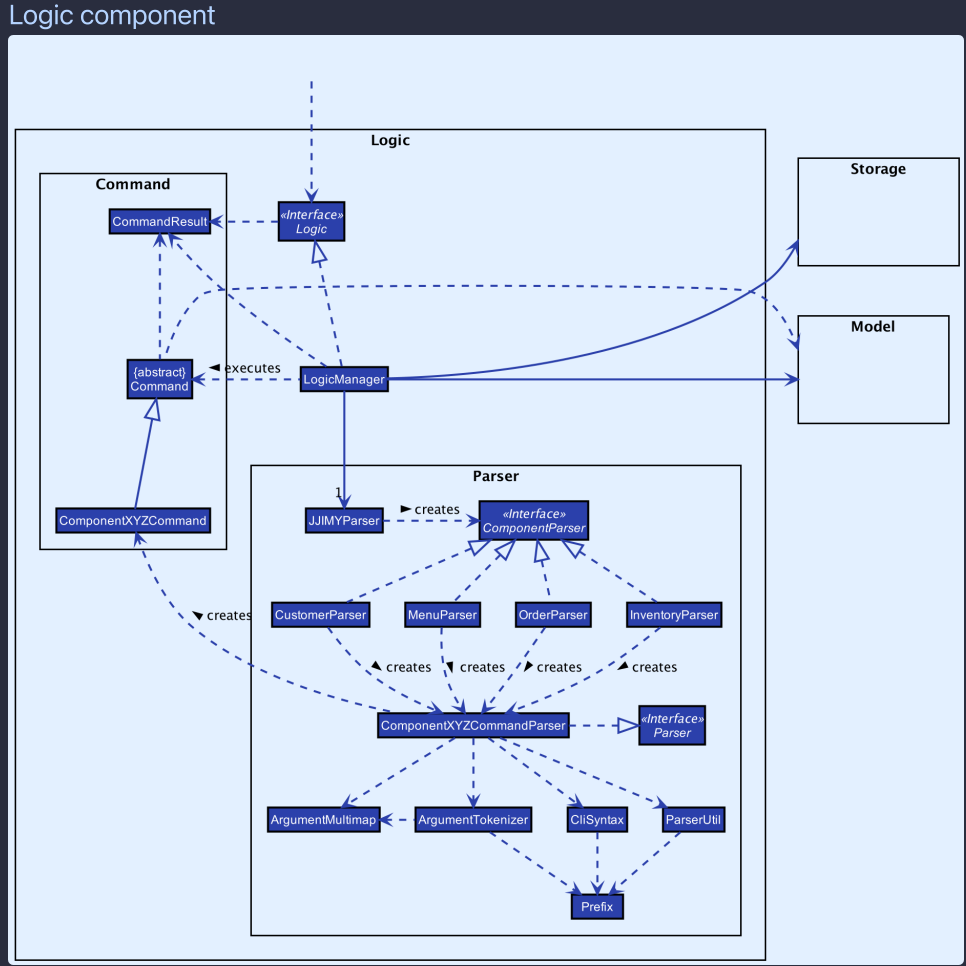 Logic component
Logic
Storage
Command
CommandResult
«Interface»
Logic
Model
{abstract}
Command
◄ executes
LogicManager
Parser
1
JJIMYParser
► creates
«Interface»
ComponentParser
ComponentXYZCommand
creates
CustomerParser
MenuParser
OrderParser
InventoryParser
creates
creates
creates
creates
ComponentXYZCommandParser
«Interface»
Parser
ArgumentMultimap
ArgumentTokenizer
CliSyntax
ParserUtil
Prefix